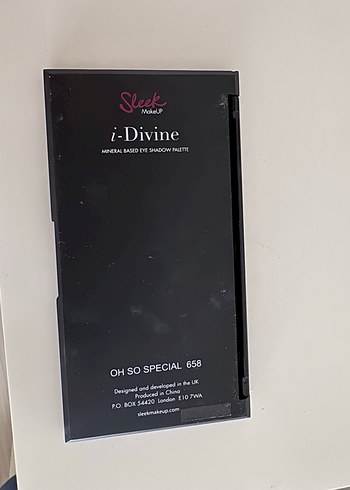 Sleek
MakeUP
i-Divine
MINERAL BASED EYE SHADOW PALETTE
OH SO SPECIAL 658
Designed and developed in the UK
Produced in China
P.O. BOX 54420 London E10 7WA
sleekmakeup.com